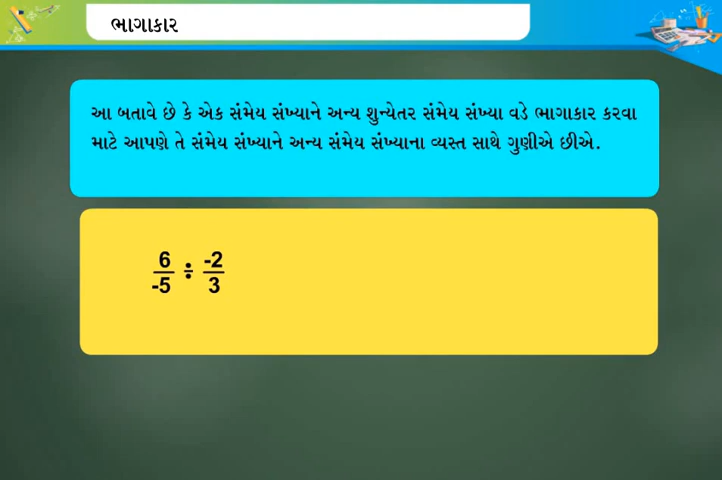 ભાગાકાર
આ બતાવે છે કે એક સંમેય સંખ્યાને અન્ય શુન્યેતર સંમેય સંખ્યા વડે ભાગાકાર કરવા
માટે આપણે તે સંમેય સંખ્યાને અન્ય સંમેય સંખ્યાના વ્યસ્ત સાથે ગુણીએ છીએ.
6/-5 ÷ -2/3